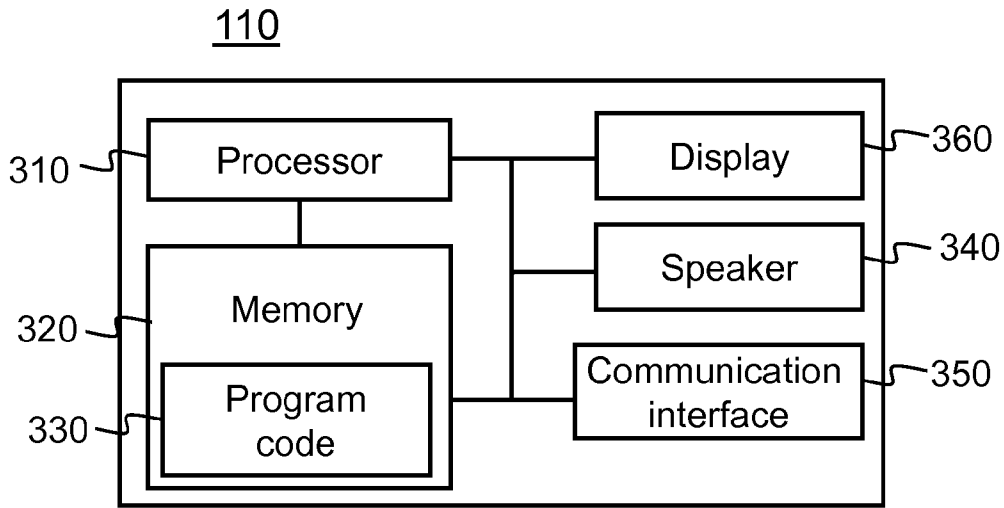 110
310
Processor
Display
360
Speaker
340
320
Memory
330
Program
code
Communication
interface
350